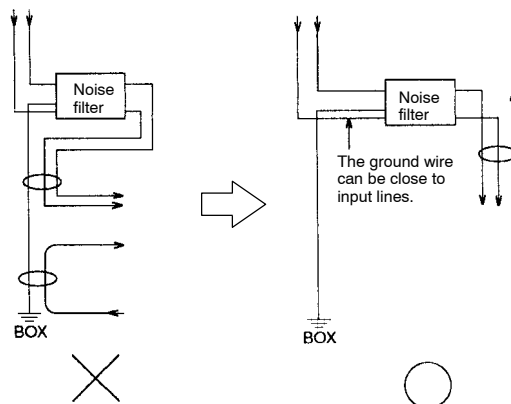 Noise
filter
BOX
Noise
filter
The ground wire
can be close to
input lines.
BOX